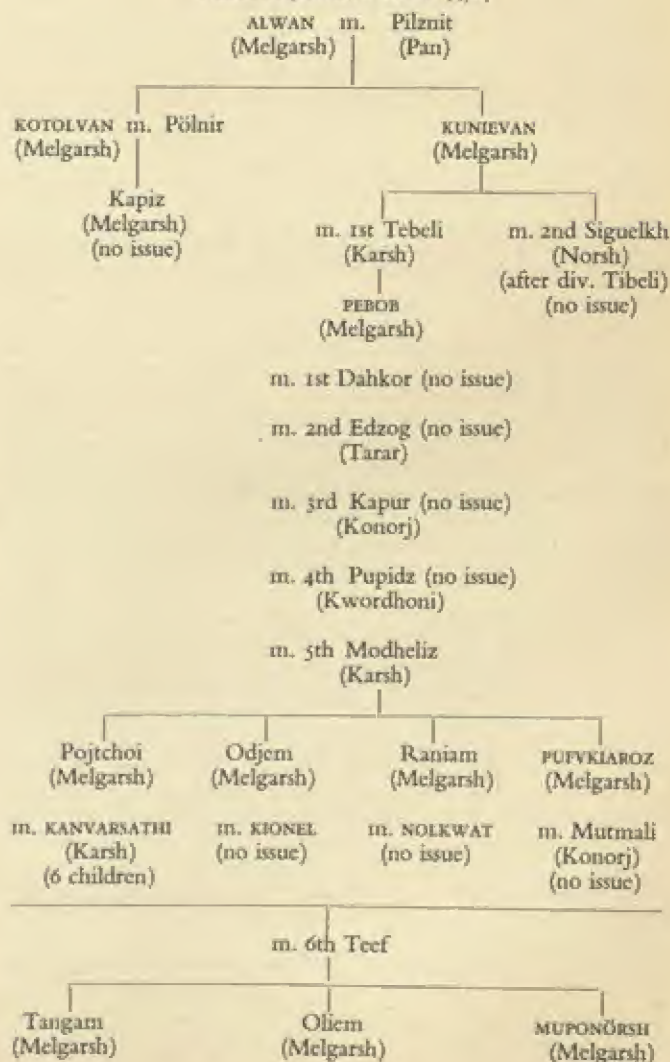 ALWAN m. Pilznit
(Melgarsh) (Pan)
KOTOLVAN m. Pölnir
(Melgarsh)
KUNIEVAN
(Melgarsh)
Kapiz
(Melgarsh)
(no issue)
m. 1st Tebeli
(Karsh)
m. 2nd Siguelkh
(Norsh)
(after div. Tibeli)
(no issue)
PEBOB
(Melgarsh)
m. 1st Dahkor (no issue)
m. 2nd Edzog (no issue)
(Tarar)
m. 3rd Kapur (no issue)
(Konorj)
m. 4th Pupidz (no issue)
(Kwordhoni)
m. 5th Modheliz
(Karsh)
Pojtchoi Odjem Raniam PUFVKIAROZ
(Melgarsh) (Melgarsh) (Melgarsh) (Melgarsh)
m. KANVARSATHI m. KIONEL m. NOLKWAT m. Mutmali
(Karsh) (no issue) (no issue) (Konorj)
(6 children) (no issue)
m. 6th Teef
Tangam Oliem MUPONÖRSH
(Melgarsh) (Melgarsh) (Melgarsh)